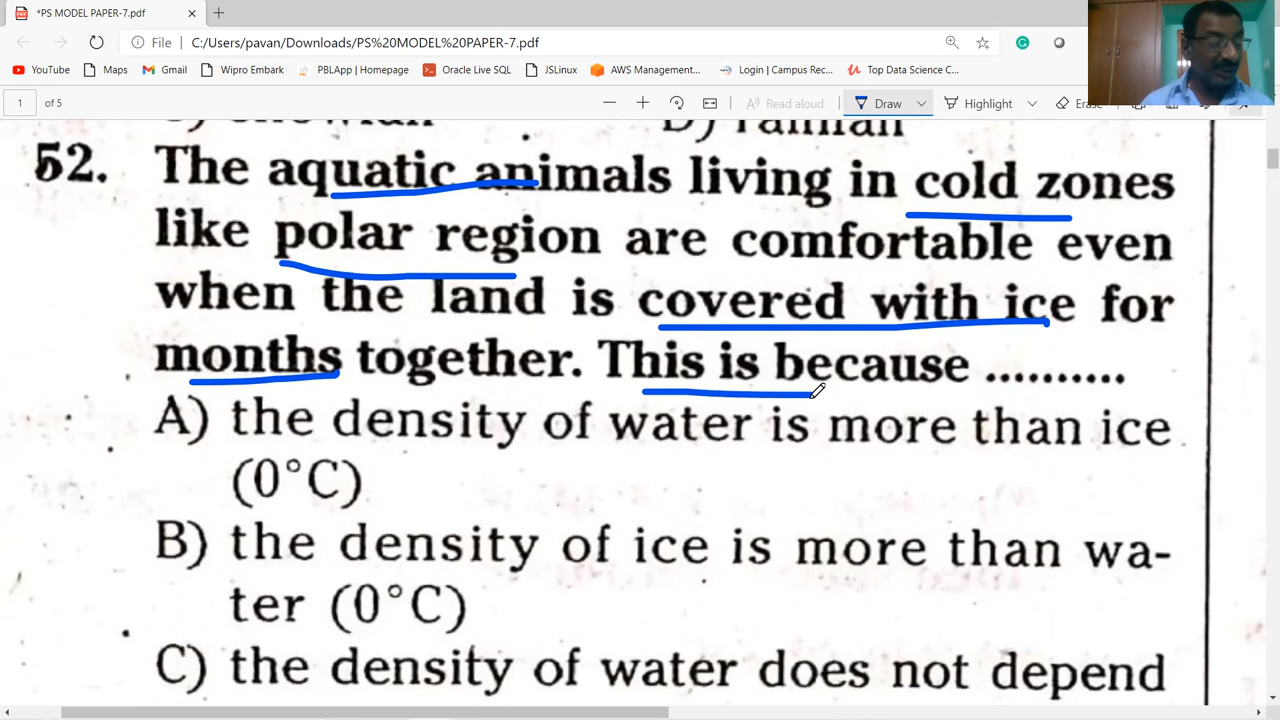 *PS MODEL PAPER-7.pdf
File C:/Users/pavan/Downloads/PS%20MODEL%20PAPER-7.pdf
YouTube Maps Gmail Wipro Embark PBLApp | Homepage Oracle Live SQL JSLinux AWS Management... Login | Campus Rec... Top Data Science C...
1 of 5 Read aloud Draw Highlight Erase
52. The aquatic animals living in cold zones
like polar region are comfortable even
when the land is covered with ice for
months together. This is because ..........
A) the density of water is more than ice
(0°C)
B) the density of ice is more than wa-
ter (0°C)
C) the density of water does not depend